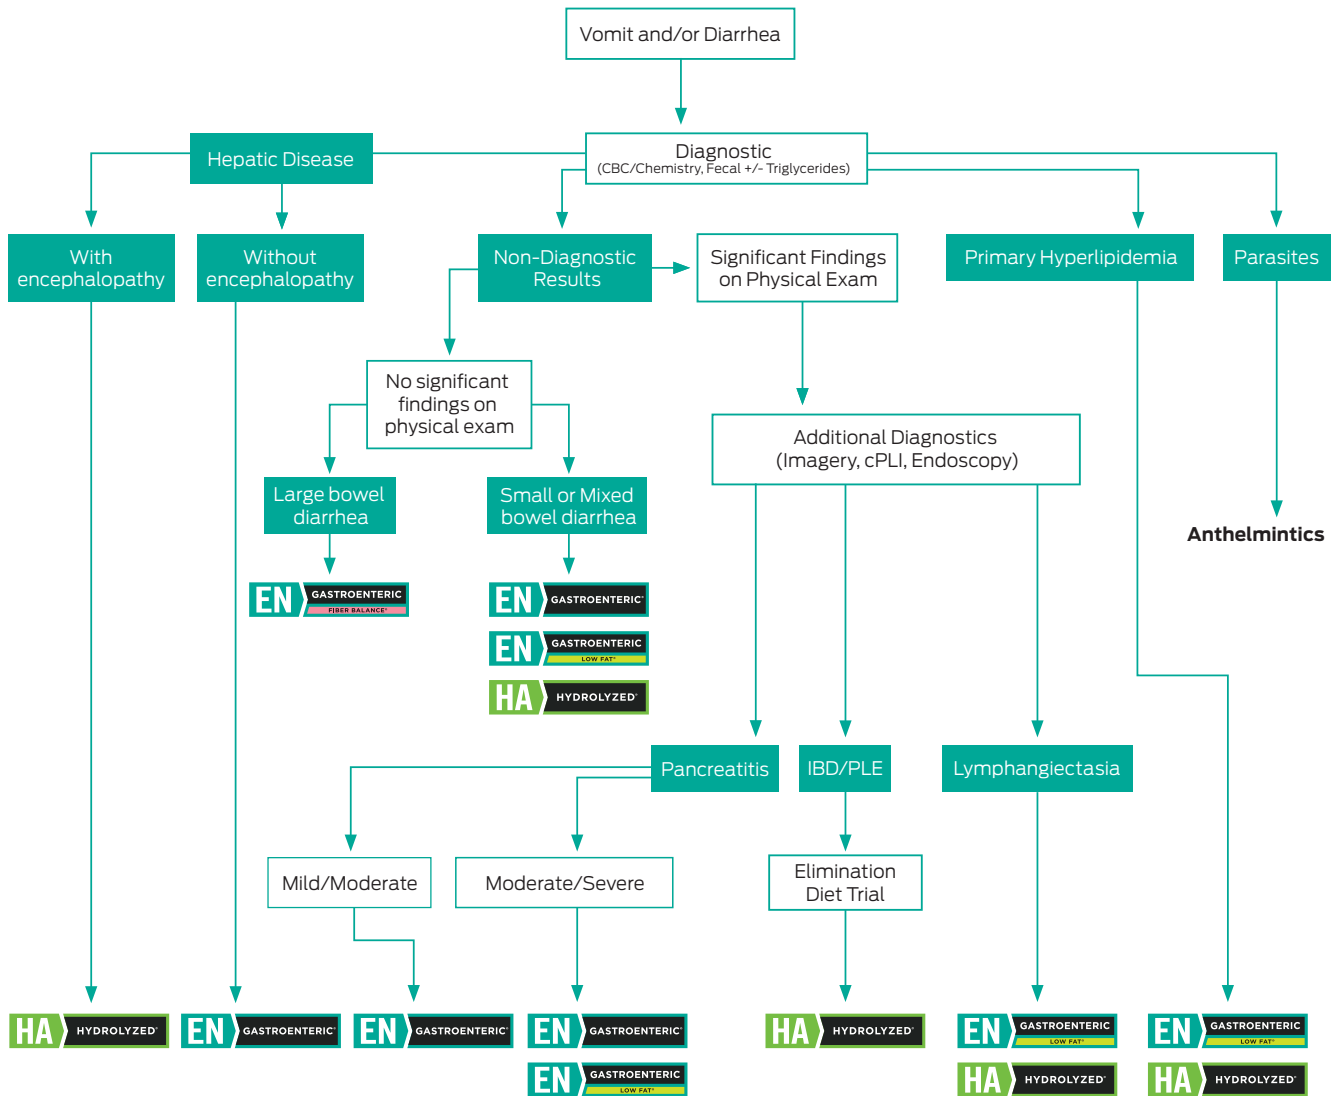 Vomit and/or Diarrhea
Hepatic Disease
Diagnostic
(CBC/Chemistry, Fecal +/- Triglycerides)
With
encephalopathy
Without
encephalopathy
Non-Diagnostic
Results
Significant Findings
on Physical Exam
Primary Hyperlipidemia
Parasites
No significant
findings on
physical exam
Additional Diagnostics
(Imagery, cPLI, Endoscopy)
Large bowel
diarrhea
Small or Mixed
bowel diarrhea
Anthelmintics
EN GASTROENTERIC
FIBER BALANCE®
EN GASTROENTERIC®
EN GASTROENTERIC
LOW FAT®
HA HYDROLYZED®
Pancreatitis
IBD/PLE
Lymphangiectasia
Mild/Moderate
Moderate/Severe
Elimination
Diet Trial
HA HYDROLYZED®
EN GASTROENTERIC®
EN GASTROENTERIC®
EN GASTROENTERIC®
EN GASTROENTERIC
LOW FAT®
HA HYDROLYZED®
EN GASTROENTERIC
LOW FAT®
HA HYDROLYZED®
EN GASTROENTERIC
LOW FAT®
HA HYDROLYZED®